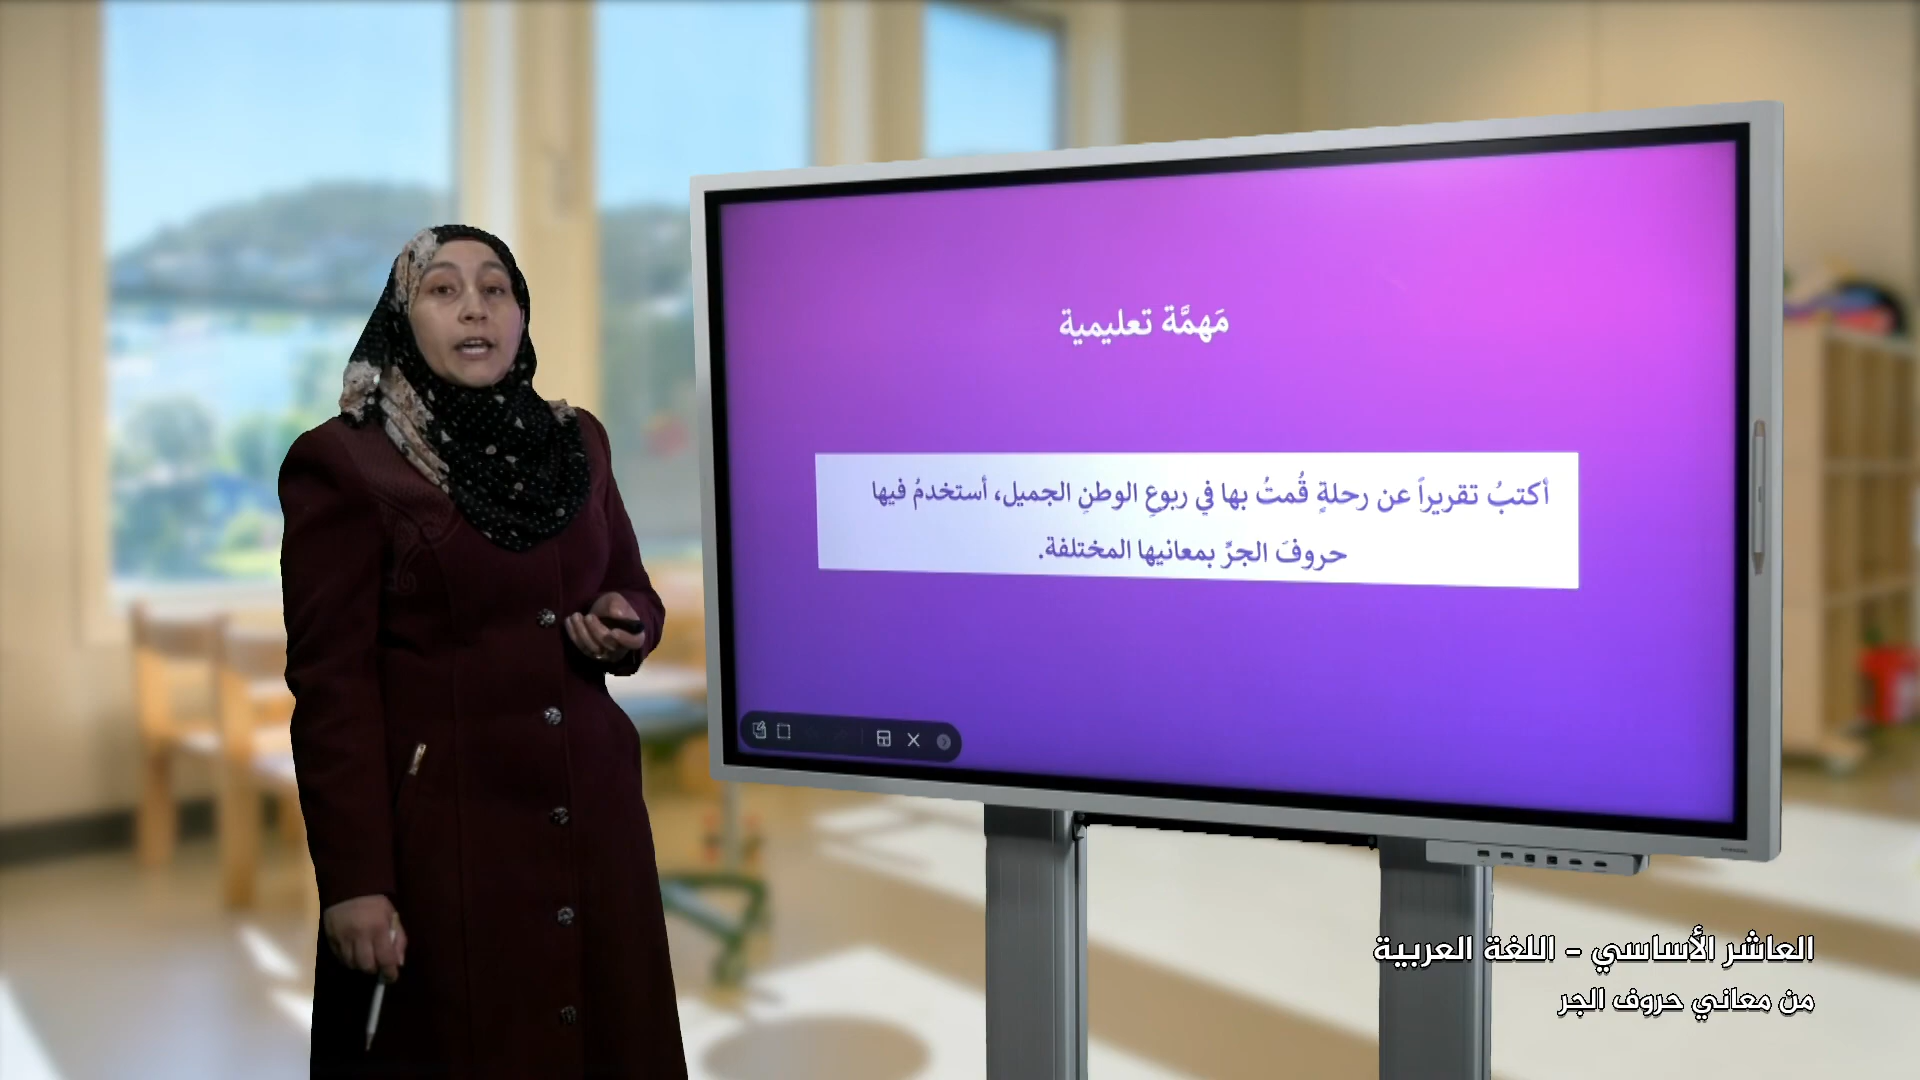 مَهمَّة تعليمية
أكتبُ تقريراً عن رحلةٍ قُمتُ بها في ربوعِ الوطنِ الجميل، أستخدمُ فيها
حروفَ الجرِّ بمعانيها المختلفة.
العاشر الأساسي - اللغة العربية
من معاني حروف الجر